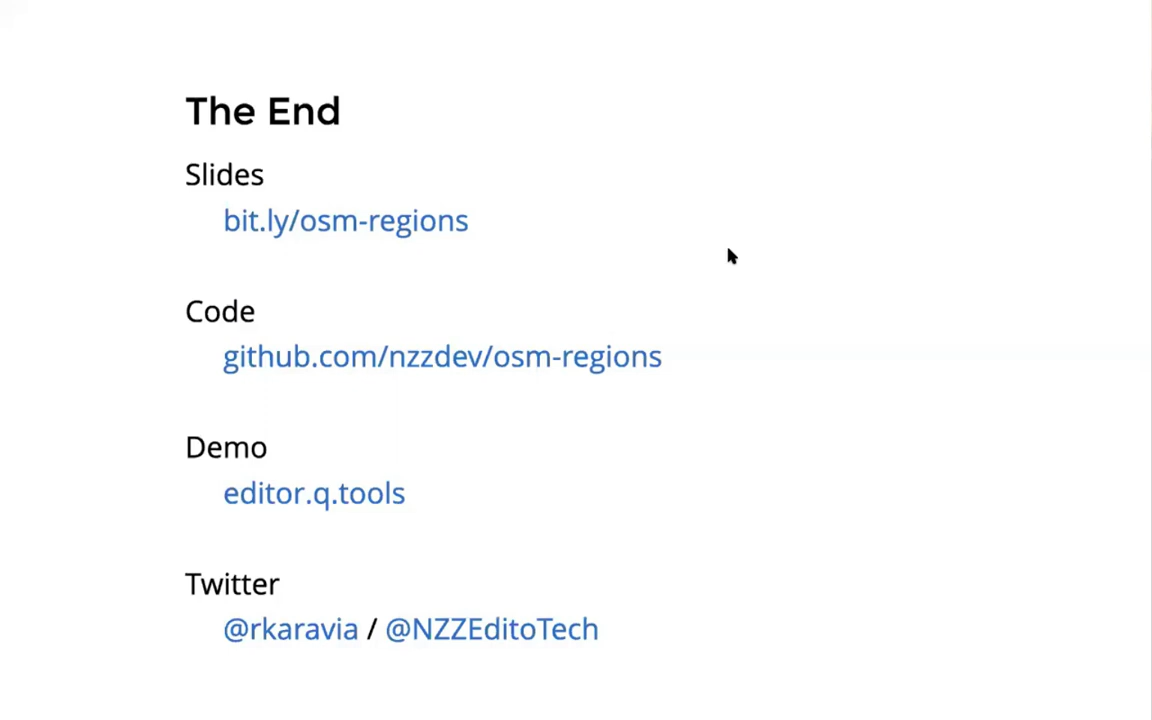 The End
Slides
bit.ly/osm-regions
Code
github.com/nzzdev/osm-regions
Demo
editor.q.tools
Twitter
@rkaravia / @NZZEditoTech